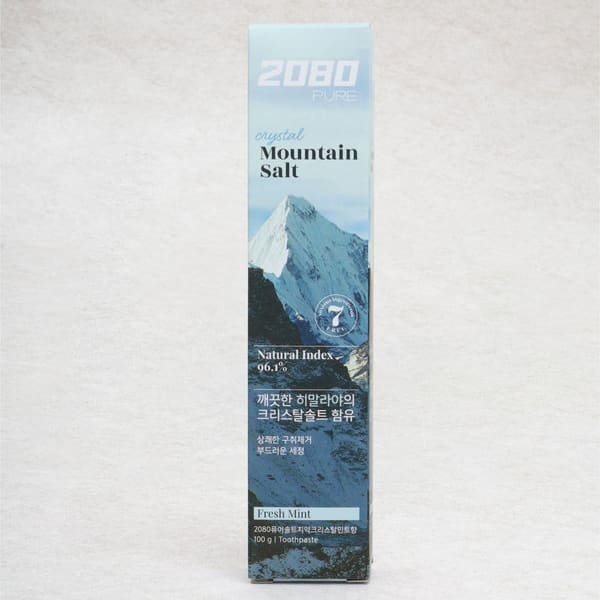 2080
PURE
crystal
Mountain
Salt
7
FREE
Natural Index
96.1%
깨끗한 히말라야의
크리스탈솔트 함유
상쾌한 구취제거
부드러운 세정
Fresh Mint
2080퓨어솔트치약크리스탈민트향
100 g | Toothpaste